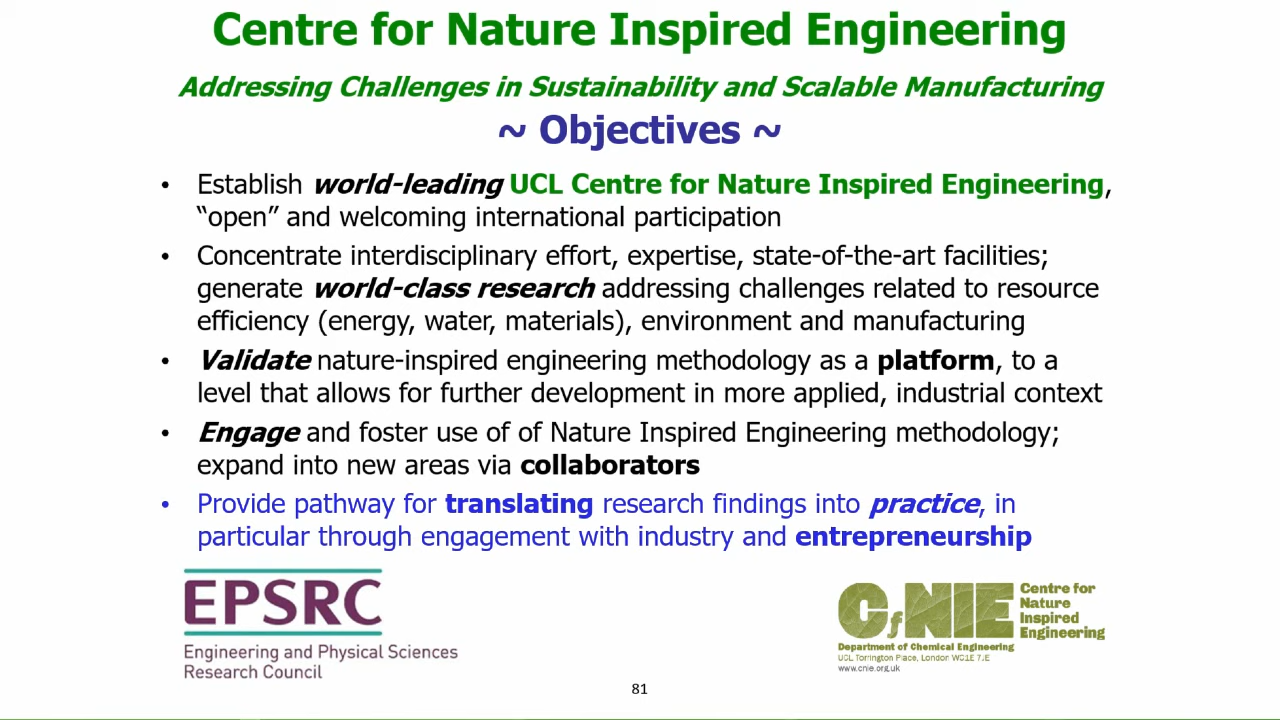 Centre for Nature Inspired Engineering
Addressing Challenges in Sustainability and Scalable Manufacturing
~ Objectives ~
• Establish world-leading UCL Centre for Nature Inspired Engineering,
“open” and welcoming international participation
• Concentrate interdisciplinary effort, expertise, state-of-the-art facilities;
generate world-class research addressing challenges related to resource
efficiency (energy, water, materials), environment and manufacturing
• Validate nature-inspired engineering methodology as a platform, to a
level that allows for further development in more applied, industrial context
• Engage and foster use of of Nature Inspired Engineering methodology;
expand into new areas via collaborators
• Provide pathway for translating research findings into practice, in
particular through engagement with industry and entrepreneurship
EPSRC
Engineering and Physical Sciences
Research Council
CfNIE
Centre for
Nature
Inspired
Engineering
Department of Chemical Engineering
UCL Torrington Place, London WC1E 7JE
www.cnie.org.uk
81